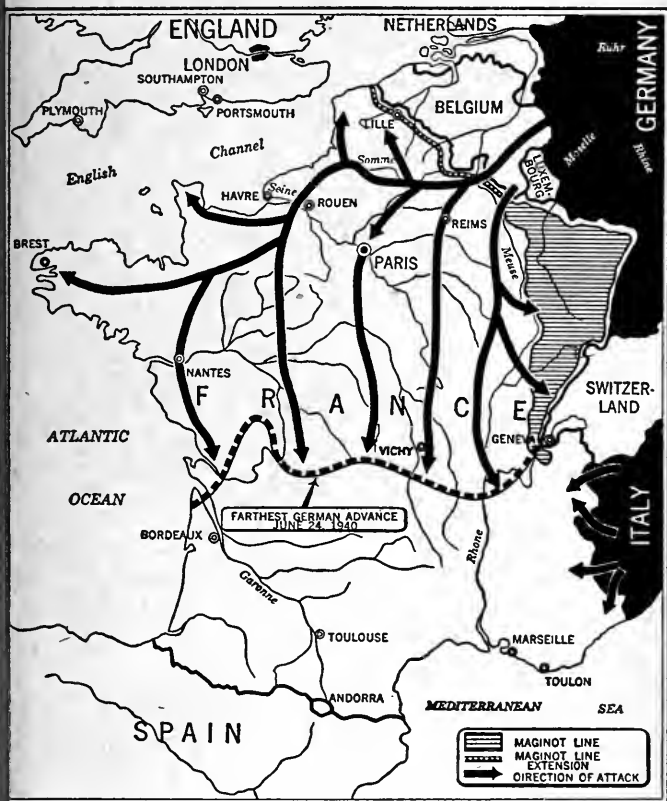 ENGLAND
NETHERLANDS
LONDON
SOUTHAMPTON
PORTSMOUTH
PLYMOUTH
Ruhr
GERMANY
BELGIUM
LILLE
Moselle
Rhine
English Channel
Somme
LUXEM-
BOURG
HAVRE
Seine
ROUEN
REIMS
BREST
PARIS
Meuse
NANTES
FRANCE
SWITZER-
LAND
GENEVA
VICHY
ATLANTIC
OCEAN
ITALY
FARTHEST GERMAN ADVANCE
JUNE 24, 1940
BORDEAUX
Rhone
Garonne
TOULOUSE
MARSEILLE
TOULON
ANDORRA
MEDITERRANEAN SEA
SPAIN
MAGINOT LINE
MAGINOT LINE
EXTENSION
DIRECTION OF ATTACK